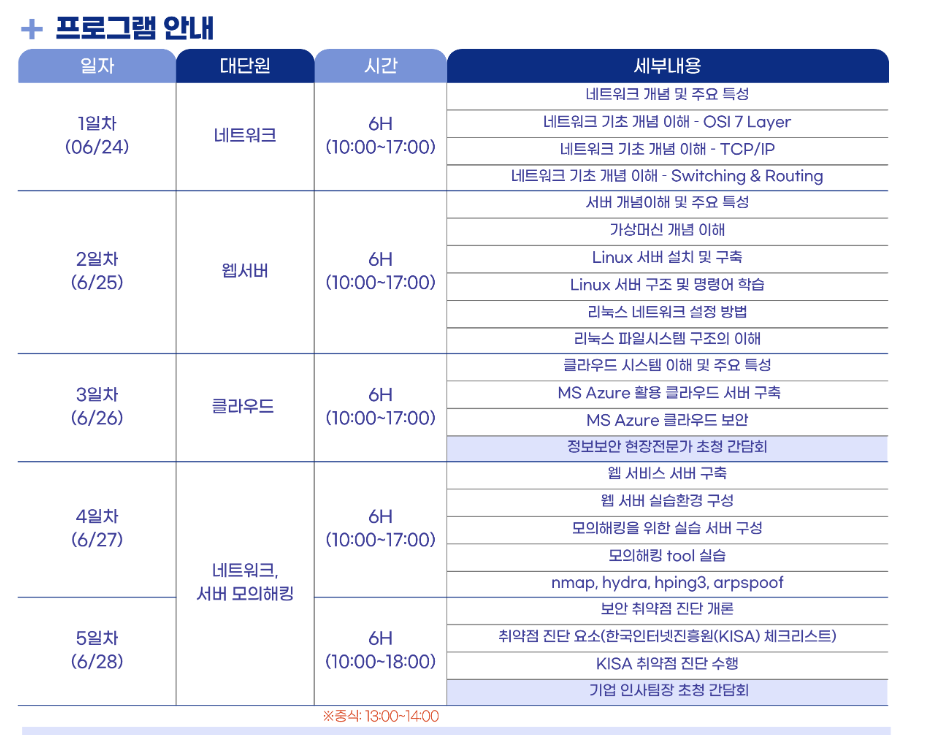 + 프로그램 안내
일자 대단원 시간 세부내용
1일차
(06/24)
네트워크
6H
(10:00~17:00)
네트워크 개념 및 주요 특성
네트워크 기초 개념 이해 - OSI 7 Layer
네트워크 기초 개념 이해 - TCP/IP
네트워크 기초 개념 이해 - Switching & Routing
2일차
(6/25)
웹서버
6H
(10:00~17:00)
서버 개념이해 및 주요 특성
가상머신 개념 이해
Linux 서버 설치 및 구축
Linux 서버 구조 및 명령어 학습
리눅스 네트워크 설정 방법
리눅스 파일시스템 구조의 이해
3일차
(6/26)
클라우드
6H
(10:00~17:00)
클라우드 시스템 이해 및 주요 특성
MS Azure 활용 클라우드 서버 구축
MS Azure 클라우드 보안
정보보안 현장전문가 초청 간담회
4일차
(6/27)
네트워크,
서버 모의해킹
6H
(10:00~17:00)
웹 서비스 서버 구축
웹 서버 실습환경 구성
모의해킹을 위한 실습 서버 구성
모의해킹 tool 실습
nmap, hydra, hping3, arpspoof
5일차
(6/28)
6H
(10:00~18:00)
보안 취약점 진단 개론
취약점 진단 요소(한국인터넷진흥원(KISA) 체크리스트)
KISA 취약점 진단 수행
기업 인사팀장 초청 간담회
※중식: 13:00~14:00